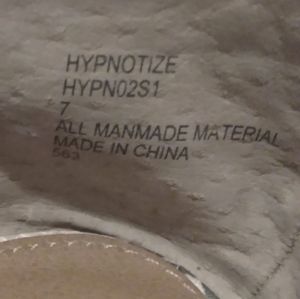 HYPNOTIZE
HYPN02S1
7
ALL MANMADE MATERIAL
MADE IN CHINA
563